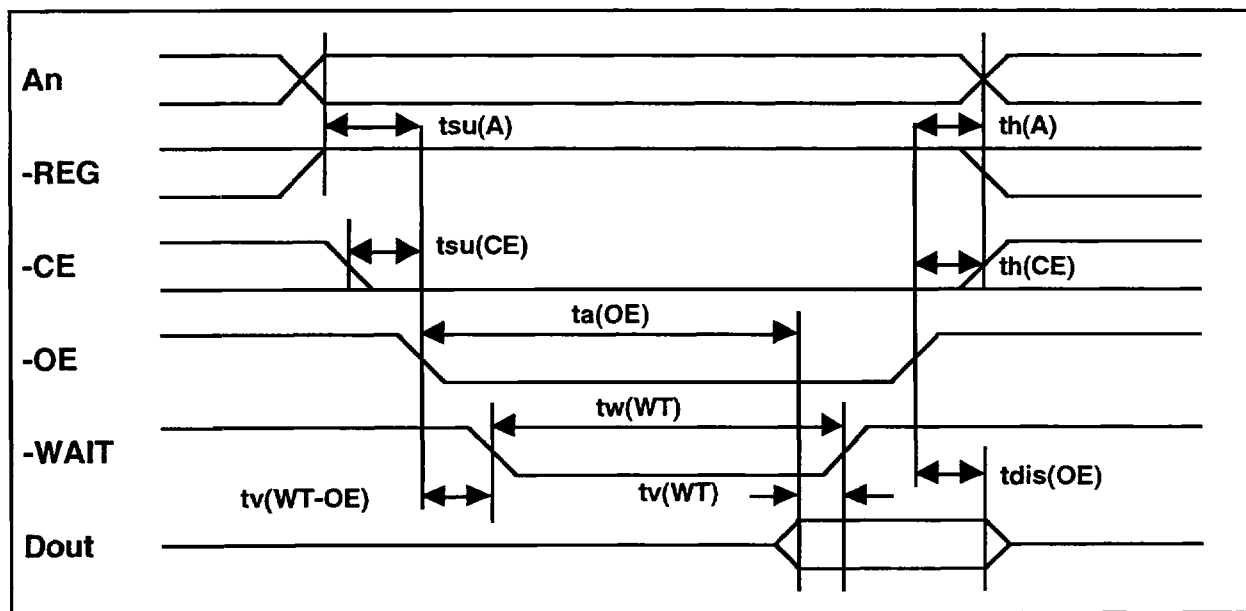 An
tsu(A)
th(A)
-REG
tsu(CE)
-CE
th(CE)
ta(OE)
-OE
tw(WT)
-WAIT
tv(WT-OE)
tv(WT)
tdis(OE)
Dout